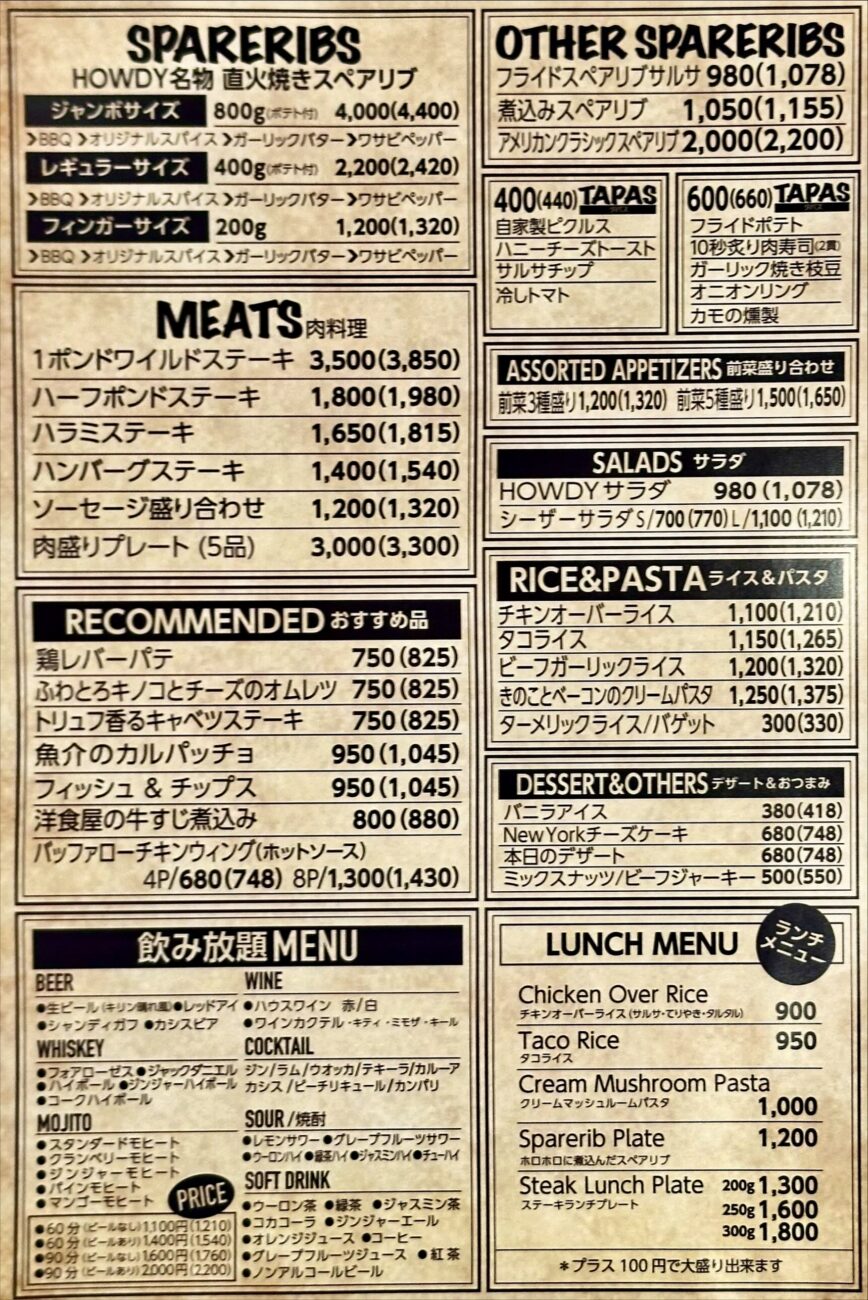 SPARERIBS
HOWDY名物 直火焼きスペアリブ
ジャンボサイズ 800g(ポテト付) 4,000(4,400)
❯BBQ ❯オリジナルスパイス ❯ガーリックバター ❯ワサビペッパー
レギュラーサイズ 400g(ポテト付) 2,200(2,420)
❯BBQ ❯オリジナルスパイス ❯ガーリックバター ❯ワサビペッパー
フィンガーサイズ 200g 1,200(1,320)
❯BBQ ❯オリジナルスパイス ❯ガーリックバター ❯ワサビペッパー
MEATS 肉料理
1ポンドワイルドステーキ 3,500(3,850)
ハーフポンドステーキ 1,800(1,980)
ハラミステーキ 1,650(1,815)
ハンバーグステーキ 1,400(1,540)
ソーセージ盛り合わせ 1,200(1,320)
肉盛りプレート (5品) 3,000(3,300)
RECOMMENDED おすすめ品
鶏レバーパテ 750(825)
ふわとろキノコとチーズのオムレツ 750(825)
トリュフ香るキャベツステーキ 750(825)
魚介のカルパッチョ 950(1,045)
フィッシュ & チップス 950(1,045)
洋食屋の牛すじ煮込み 800(880)
バッファローチキンウィング(ホットソース)
4P/680(748) 8P/1,300(1,430)
飲み放題MENU
BEER
●生ビール(キリン晴れ風)●レッドアイ
●シャンディガフ ●カシスビア
WHISKEY
●フォアローゼス●ジャックダニエル
●ハイボール ●ジンジャーハイボール
●コークハイボール
MOJITO
●スタンダードモヒート
●クランベリーモヒート
●ジンジャーモヒート
●パインモヒート
●マンゴーモヒート
PRICE
●60分(ビールなし)1,100円(1,210)
●60分(ビールあり)1,400円(1,540)
●90分(ビールなし)1,600円(1,760)
●90分(ビールあり)2,000円(2,200)
WINE
●ハウスワイン 赤/白
●ワインカクテル・キティ・ミモザ・キール
COCKTAIL
ジン/ラム/ウオッカ/テキーラ/カルーア
カシス/ピーチリキュール/カンパリ
SOUR/焼酎
●レモンサワー ●グレープフルーツサワー
●ウーロンハイ ●緑茶ハイ ●ジャスミンハイ ●チューハイ
SOFT DRINK
●ウーロン茶 ●緑茶 ●ジャスミン茶
●コカコーラ ●ジンジャーエール
●オレンジジュース ●コーヒー
●グレープフルーツジュース ●紅茶
●ノンアルコールビール
OTHER SPARERIBS
フライドスペアリブサルサ 980(1,078)
煮込みスペアリブ 1,050(1,155)
アメリカンクラシックスペアリブ 2,000(2,200)
400(440)TAPAS
自家製ピクルス
ハニーチーズトースト
サルサチップ
冷しトマト
600(660)TAPAS
フライドポテト
10秒炙り肉寿司(2貫)
ガーリック焼き枝豆
オニオンリング
カモの燻製
ASSORTED APPETIZERS 前菜盛り合わせ
前菜3種盛り1,200(1,320) 前菜5種盛り1,500(1,650)
SALADS サラダ
HOWDYサラダ 980 (1,078)
シーザーサラダ S/700 (770) L/1,100 (1,210)
RICE&PASTA ライス&パスタ
チキンオーバーライス 1,100(1,210)
タコライス 1,150(1,265)
ビーフガーリックライス 1,200(1,320)
きのことベーコンのクリームパスタ 1,250(1,375)
ターメリックライス/バゲット 300(330)
DESSERT&OTHERS デザート&おつまみ
バニラアイス 380(418)
NewYorkチーズケーキ 680(748)
本日のデザート 680(748)
ミックスナッツ/ビーフジャーキー 500(550)
LUNCH MENU
ランチ
メニュー
Chicken Over Rice
チキンオーバーライス (サルサ・てりやき・タルタル) 900
Taco Rice 950
タコライス
Cream Mushroom Pasta
クリームマッシュルームパスタ 1,000
Sparerib Plate 1,200
ホロホロに煮込んだスペアリブ
Steak Lunch Plate 200g 1,300
ステーキランチプレート 250g 1,600
300g 1,800
＊プラス100円で大盛り出来ます